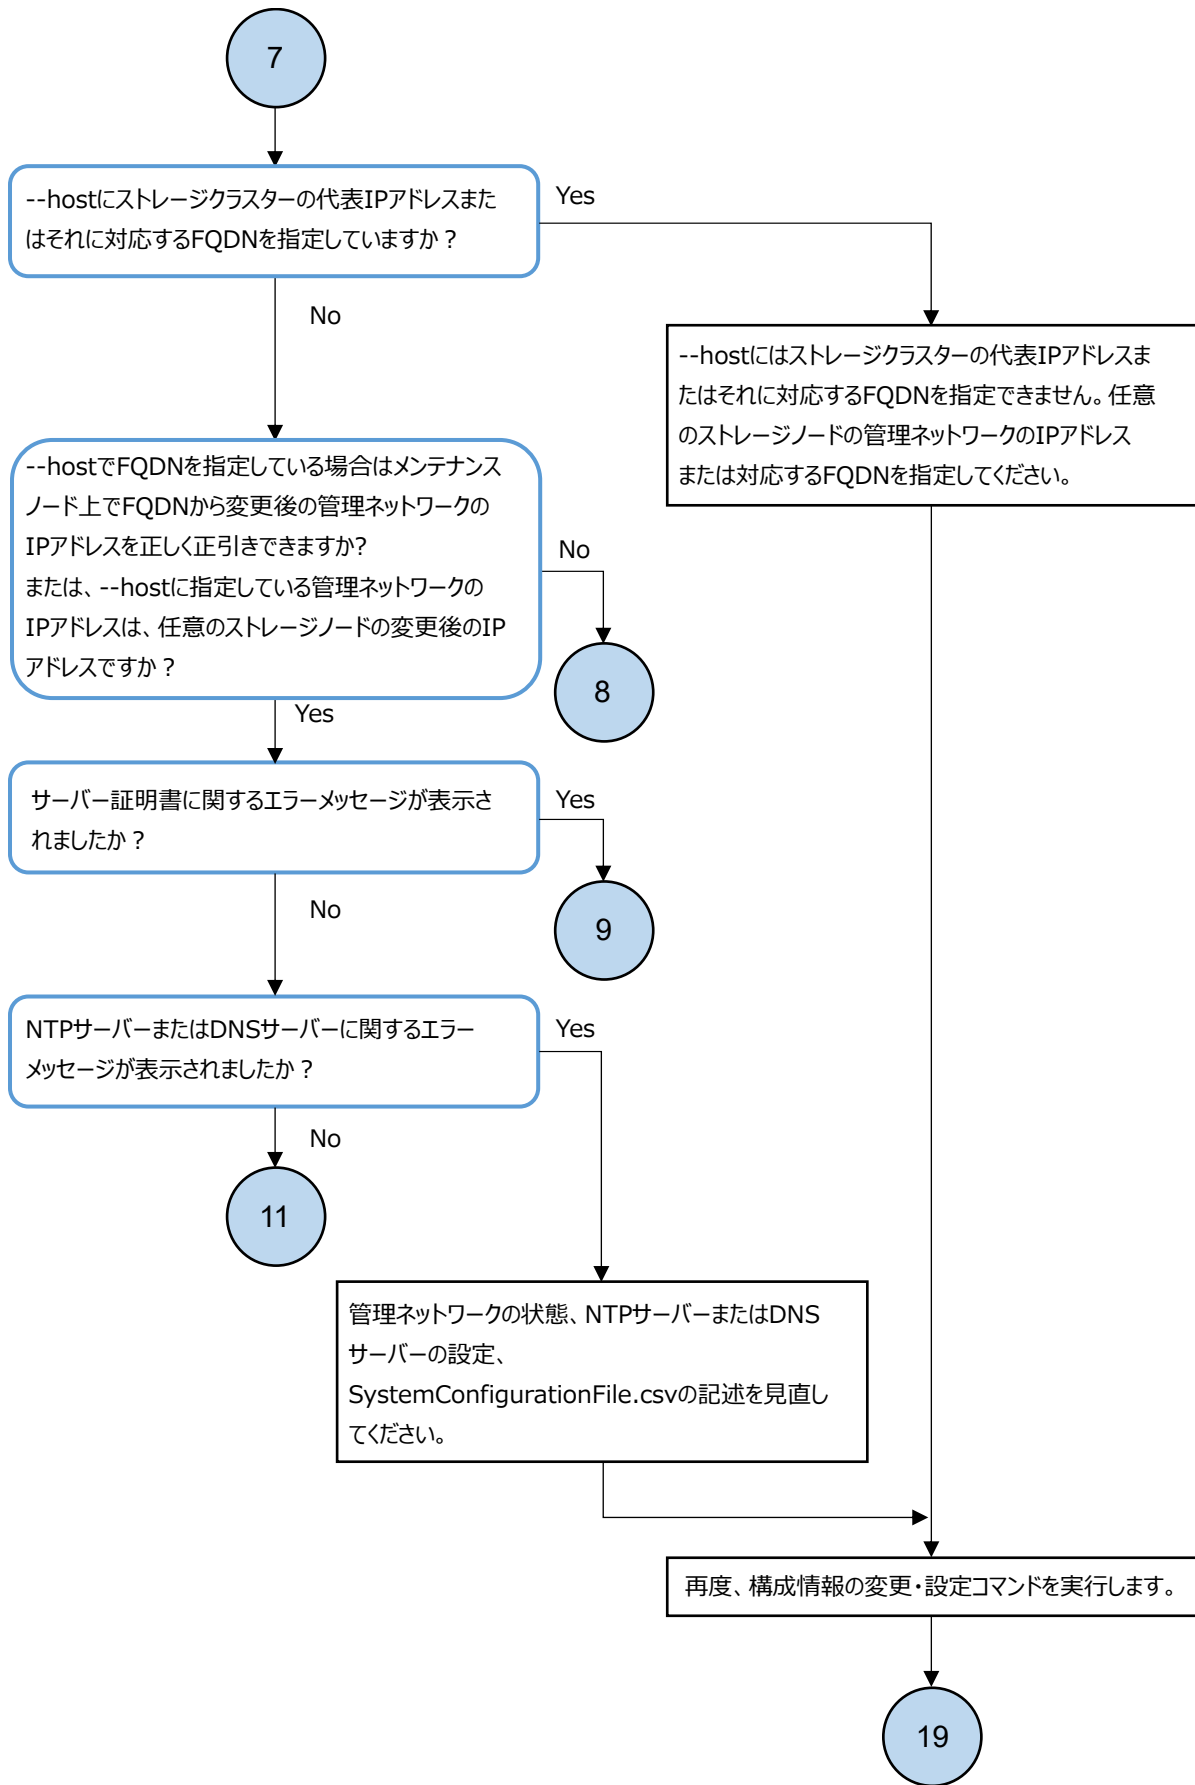 7
--hostにストレージクラスターの代表IPアドレスまた
はそれに対応するFQDNを指定していますか？
Yes
No
--hostにはストレージクラスターの代表IPアドレスま
たはそれに対応するFQDNを指定できません。任意
のストレージノードの管理ネットワークのIPアドレス
または対応するFQDNを指定してください。
--hostでFQDNを指定している場合はメンテナンス
ノード上でFQDNから変更後の管理ネットワークの
IPアドレスを正しく正引きできますか?
または、--hostに指定している管理ネットワークの
IPアドレスは、任意のストレージノードの変更後のIP
アドレスですか？
No
8
Yes
サーバー証明書に関するエラーメッセージが表示さ
れましたか？
Yes
9
No
NTPサーバーまたはDNSサーバーに関するエラー
メッセージが表示されましたか？
Yes
No
11
管理ネットワークの状態、NTPサーバーまたはDNS
サーバーの設定、
SystemConfigurationFile.csvの記述を見直し
てください。
再度、構成情報の変更・設定コマンドを実行します。
19